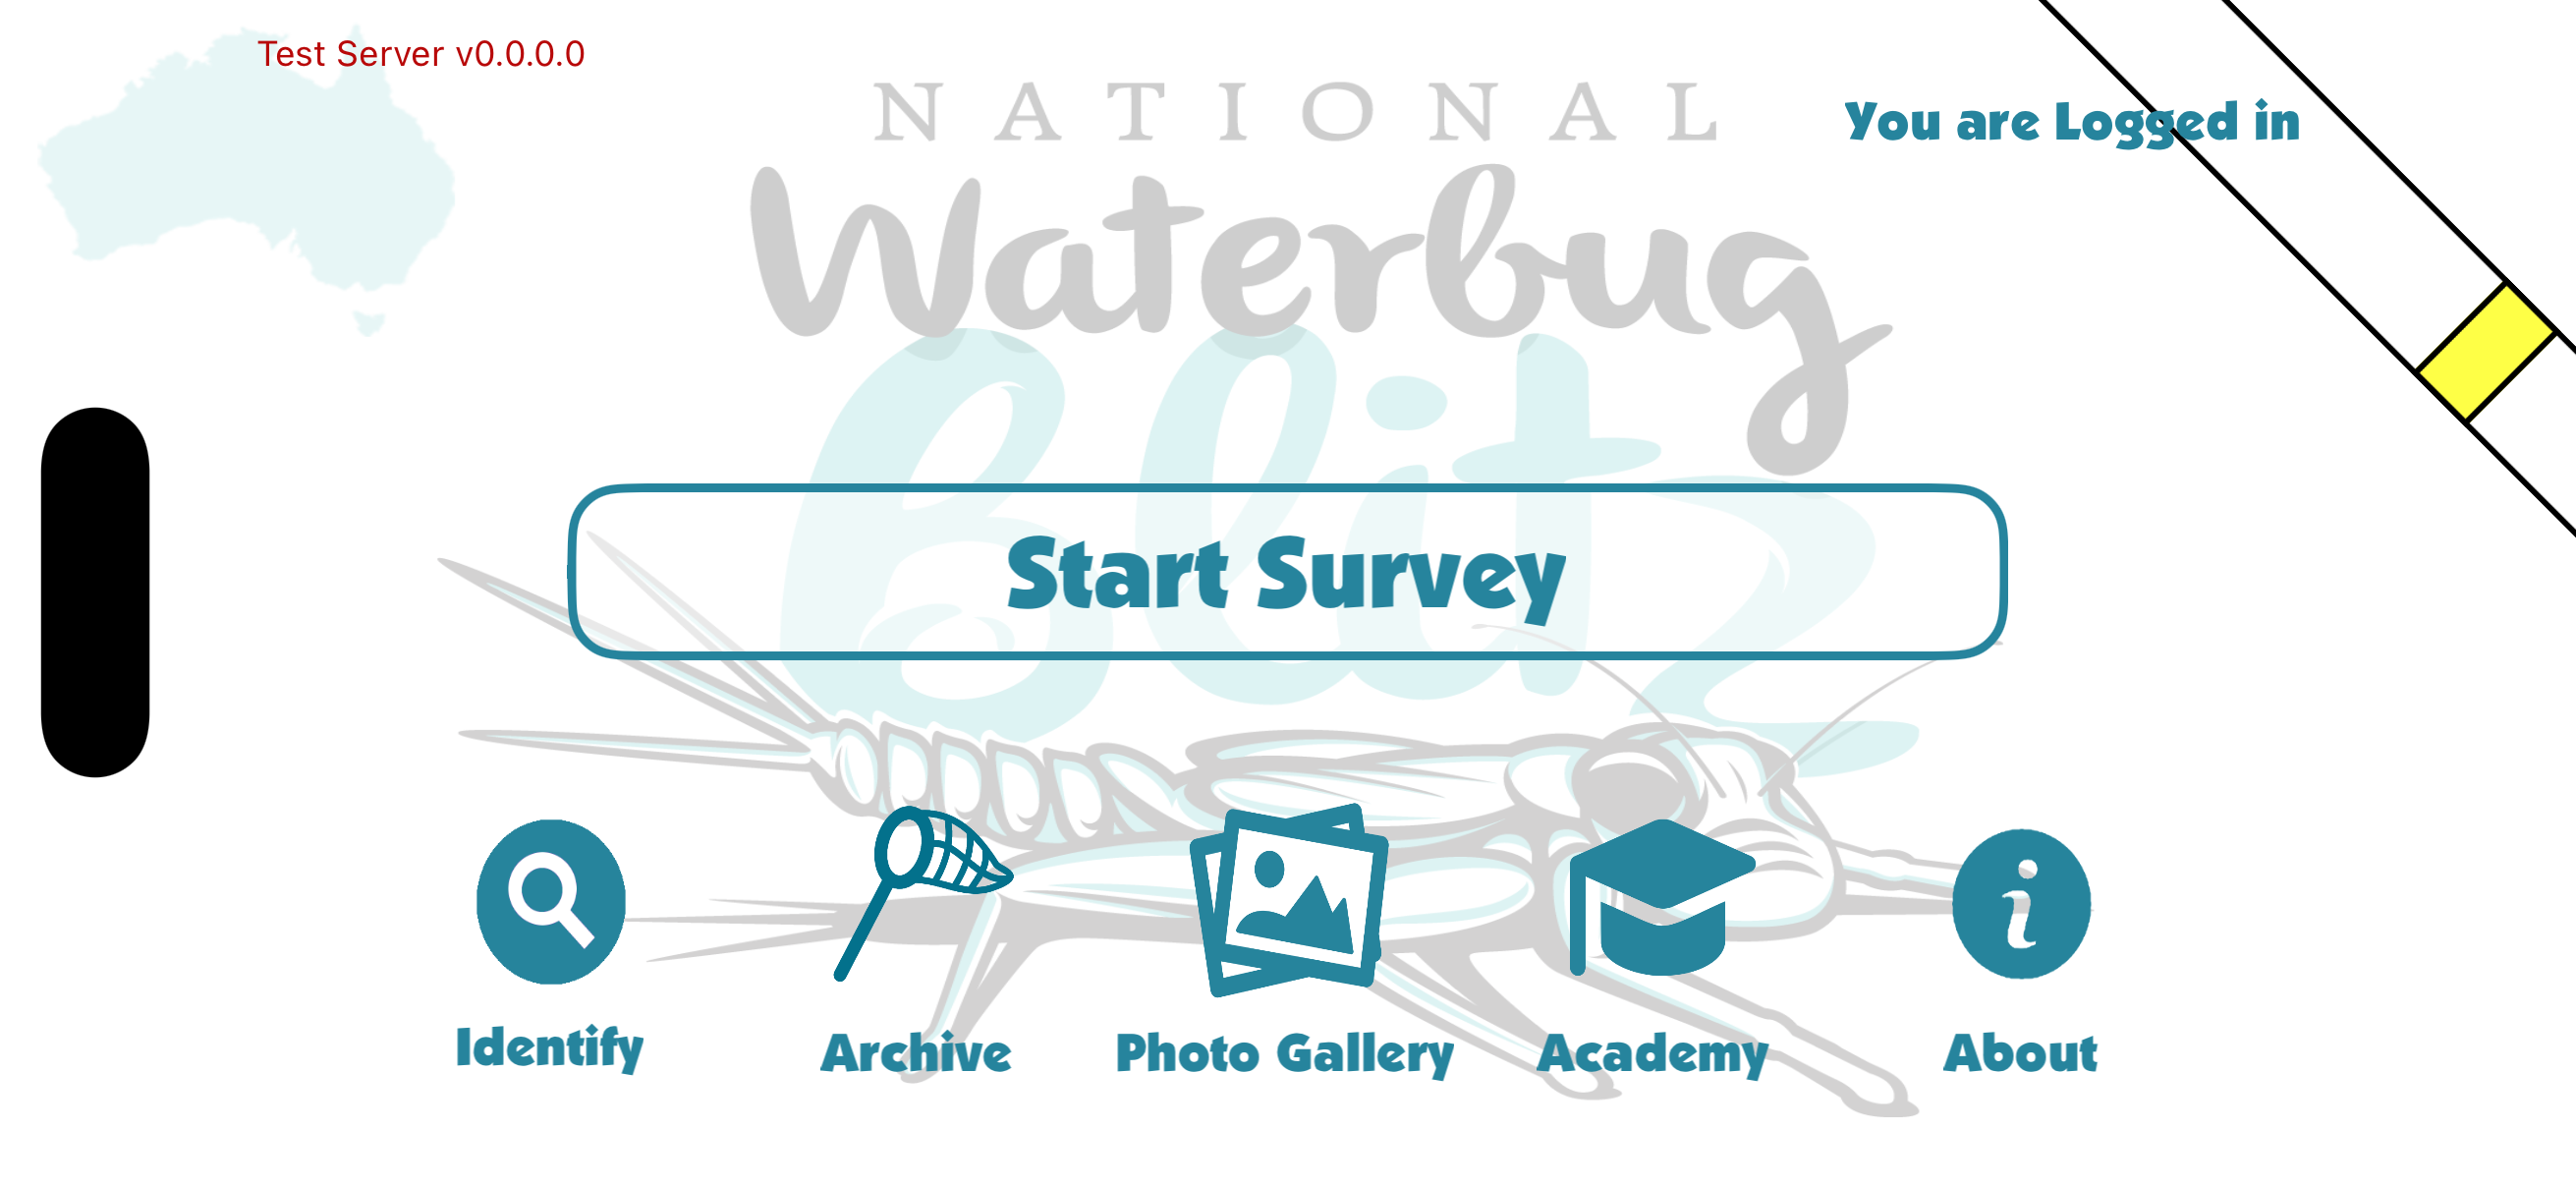 Test Server v0.0.0.0
NATIONAL
You are Logged in
Waterbug
Blitz
Start Survey
Identify
Archive
Photo Gallery
Academy
About